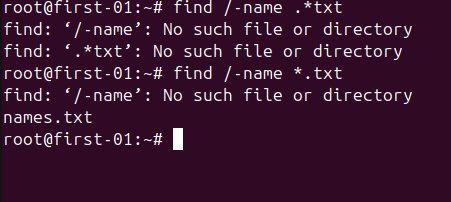 root@first-01:~# find /-name .*txt
find: ‘/-name’: No such file or directory
find: ‘.*txt’: No such file or directory
root@first-01:~# find /-name *.txt
find: ‘/-name’: No such file or directory
names.txt
root@first-01:~#